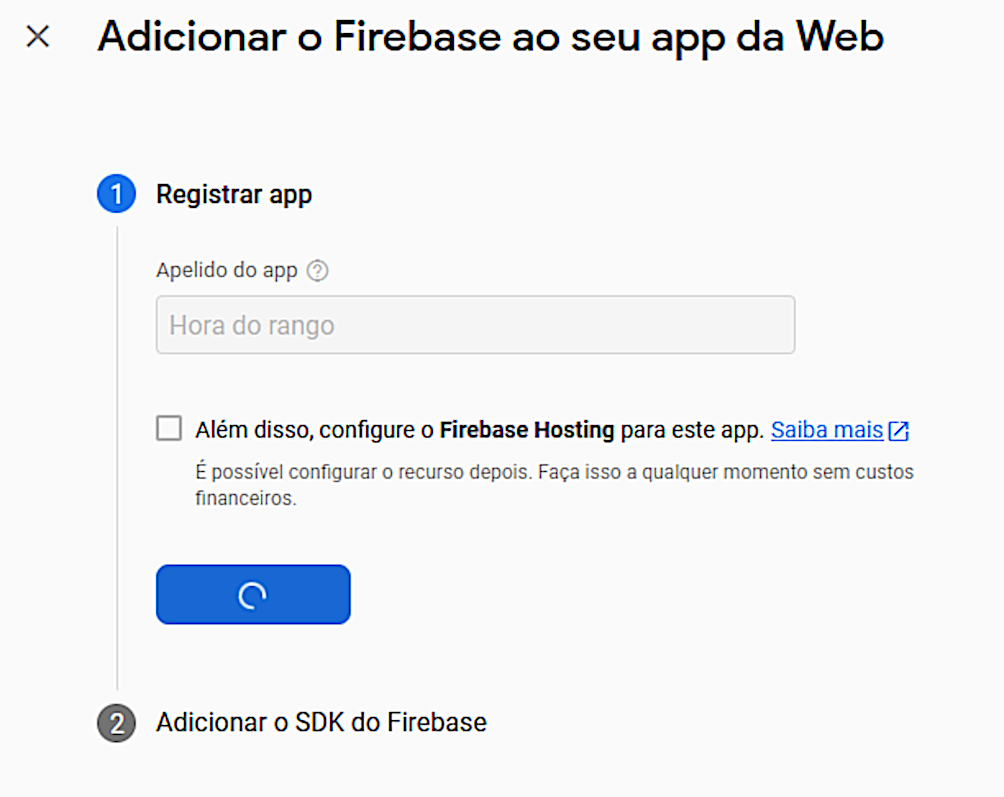 Adicionar o Firebase ao seu app da Web
1 Registrar app
Apelido do app ?
Hora do rango
Além disso, configure o Firebase Hosting para este app. Saiba mais
É possível configurar o recurso depois. Faça isso a qualquer momento sem custos
financeiros.
2 Adicionar o SDK do Firebase